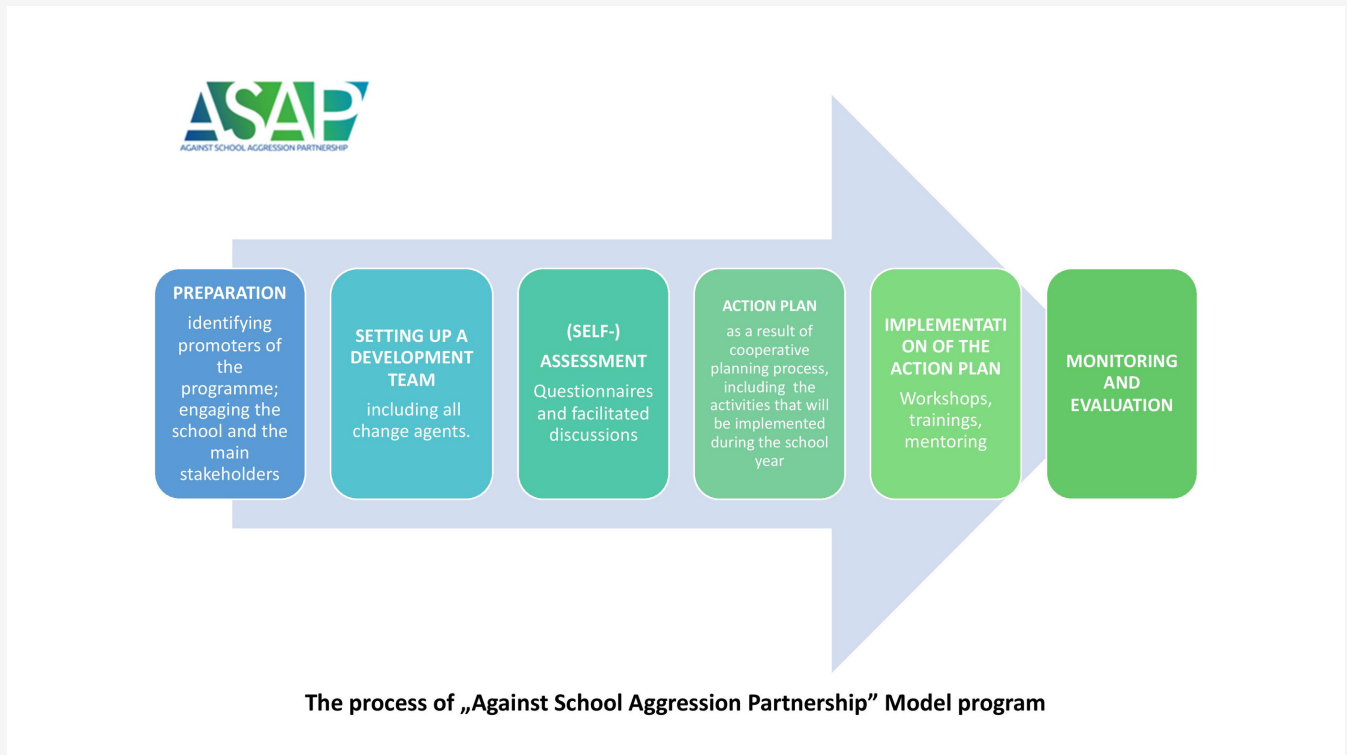 ASAP
AGAINST SCHOOL AGGRESSION PARTNERSHIP
PREPARATION
identifying
promoters of
the
programme;
engaging the
school and the
main
stakeholders
SETTING UP A
DEVELOPMENT
TEAM
including all
change agents.
(SELF-)
ASSESSMENT
Questionnaires
and facilitated
discussions
ACTION PLAN
as a result of
cooperative
planning process,
including the
activities that will
be implemented
during the school
year
IMPLEMENTATI
ON OF THE
ACTION PLAN
Workshops,
trainings,
mentoring
MONITORING
AND
EVALUATION
The process of „Against School Aggression Partnership” Model program